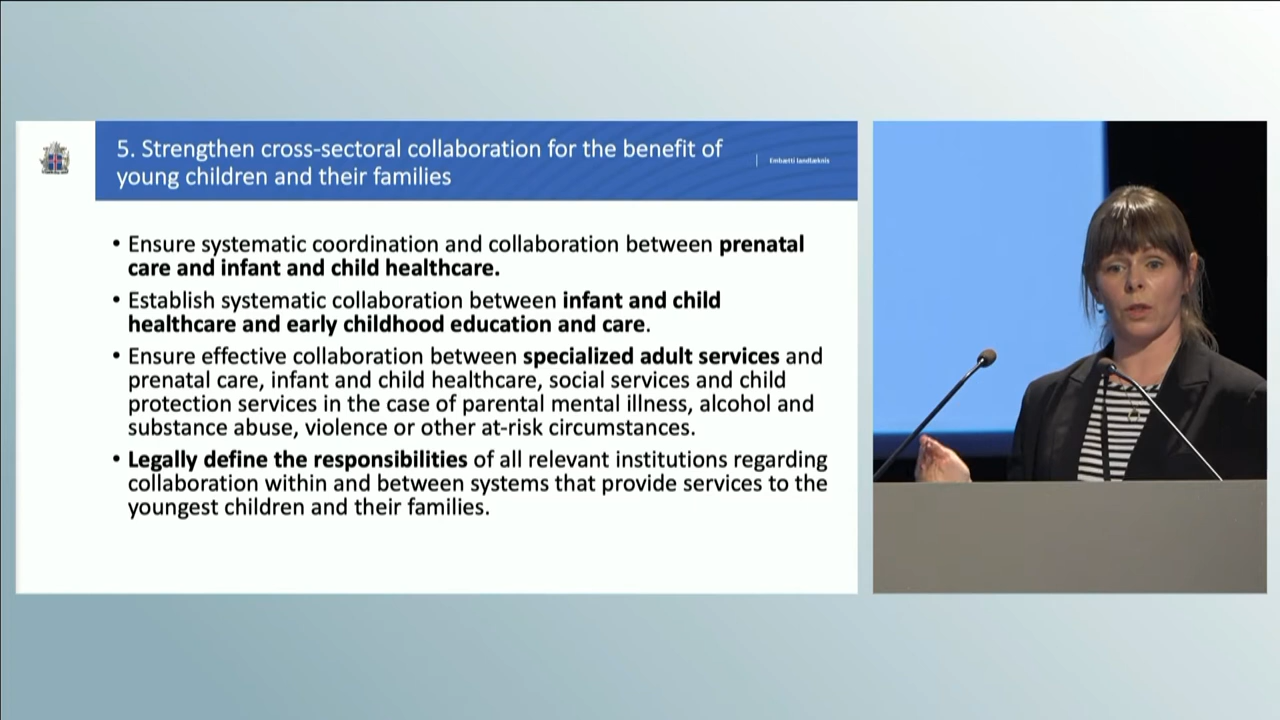 5. Strengthen cross-sectoral collaboration for the benefit of
young children and their families
Embætti landlæknis
• Ensure systematic coordination and collaboration between prenatal
care and infant and child healthcare.
• Establish systematic collaboration between infant and child
healthcare and early childhood education and care.
• Ensure effective collaboration between specialized adult services and
prenatal care, infant and child healthcare, social services and child
protection services in the case of parental mental illness, alcohol and
substance abuse, violence or other at-risk circumstances.
• Legally define the responsibilities of all relevant institutions regarding
collaboration within and between systems that provide services to the
youngest children and their families.